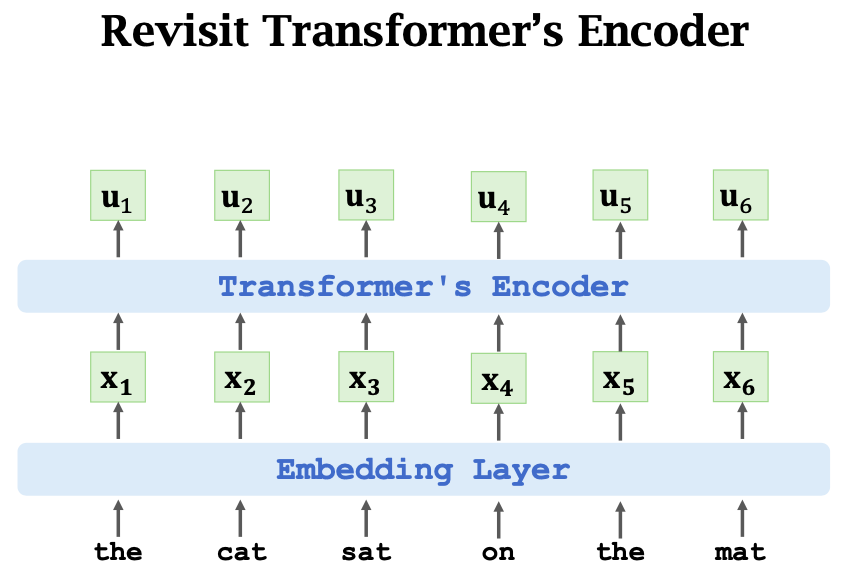 Revisit Transformer’s Encoder
u₁ u₂ u₃ u₄ u₅ u₆
Transformer's Encoder
x₁ x₂ x₃ x₄ x₅ x₆
Embedding Layer
the cat sat on the mat